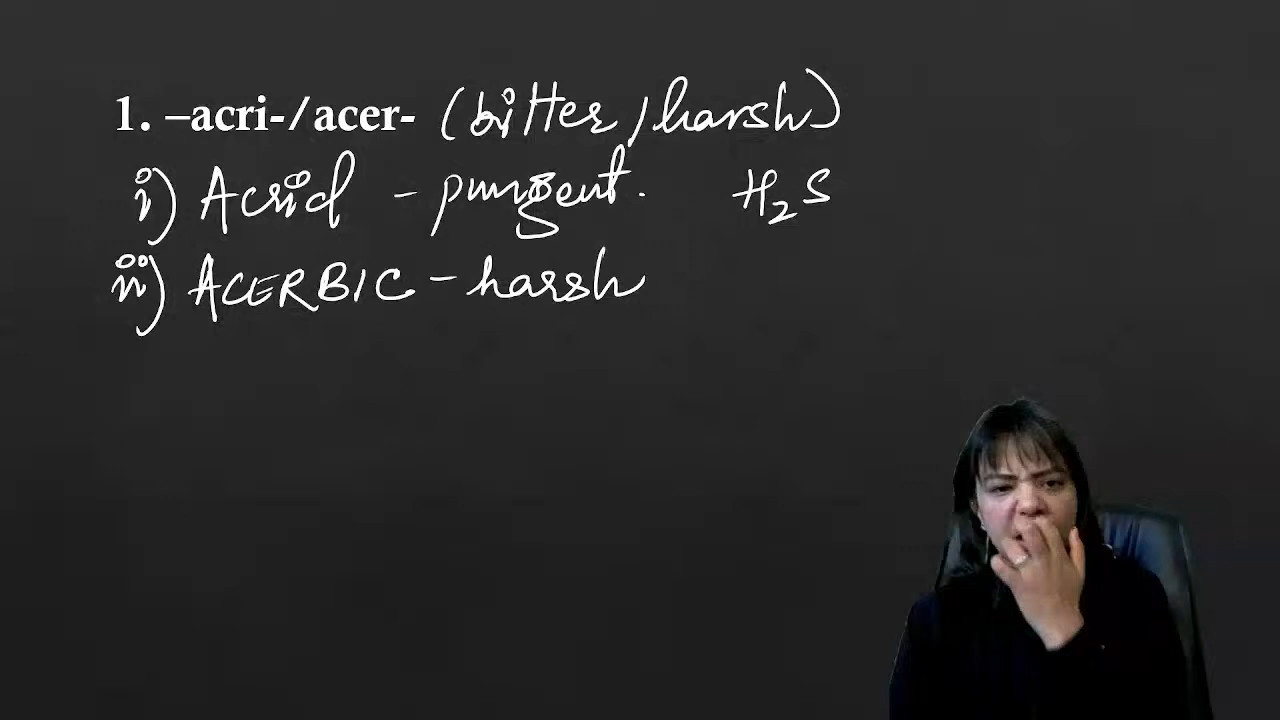 1. –acri-/acer- (bitter/harsh)
i) Acrid - pungent. H₂S
ii) ACERBIC - harsh